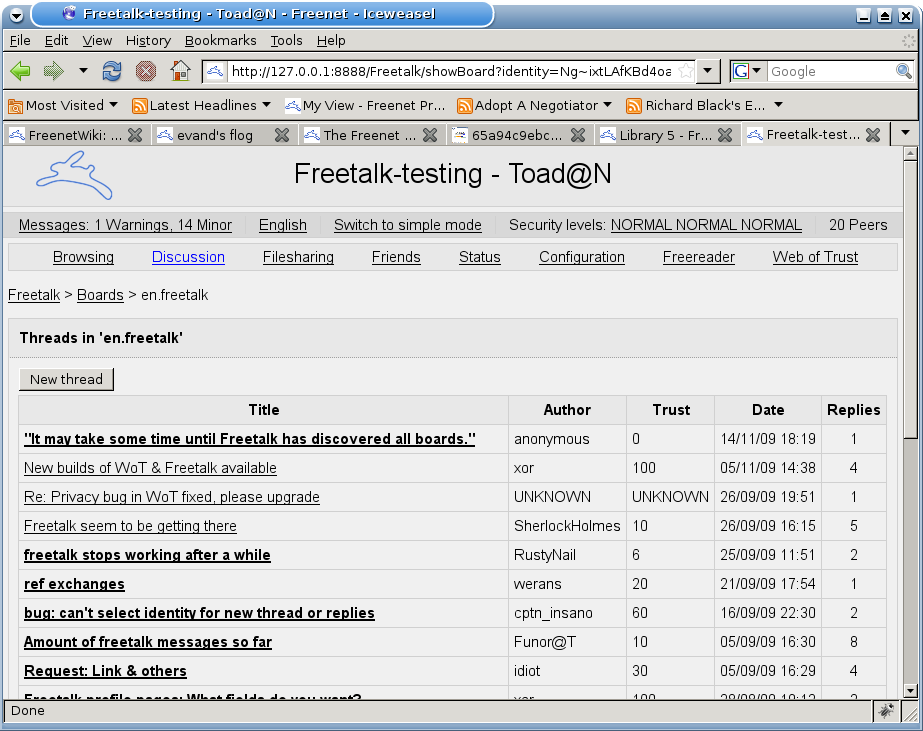 Freetalk-testing - Toad@N - Freenet - Iceweasel
File Edit View History Bookmarks Tools Help
http://127.0.0.1:8888/Freetalk/showBoard?identity=Ng~ixtLAfKBd4oa
G Google
Most Visited Latest Headlines My View - Freenet Pr... Adopt A Negotiator Richard Black's E...
FreenetWiki: ... evand's flog The Freenet ... 65a94c9ebc... Library 5 - Fr... Freetalk-test...
Freetalk-testing - Toad@N
Messages: 1 Warnings, 14 Minor English Switch to simple mode Security levels: NORMAL NORMAL NORMAL 20 Peers
Browsing Discussion Filesharing Friends Status Configuration Freereader Web of Trust
Freetalk > Boards > en.freetalk
Threads in 'en.freetalk'
New thread
Title Author Trust Date Replies
"It may take some time until Freetalk has discovered all boards." anonymous 0 14/11/09 18:19 1
New builds of WoT & Freetalk available xor 100 05/11/09 14:38 4
Re: Privacy bug in WoT fixed, please upgrade UNKNOWN UNKNOWN 26/09/09 19:51 1
Freetalk seem to be getting there SherlockHolmes 10 26/09/09 16:15 5
freetalk stops working after a while RustyNail 6 25/09/09 11:51 2
ref exchanges werans 20 21/09/09 17:54 1
bug: can't select identity for new thread or replies cptn_insano 60 16/09/09 22:30 2
Amount of freetalk messages so far Funor@T 10 05/09/09 16:30 8
Request: Link & others idiot 30 05/09/09 16:29 4
Freetalk profile pages: What fields do you want? xor 100
Done